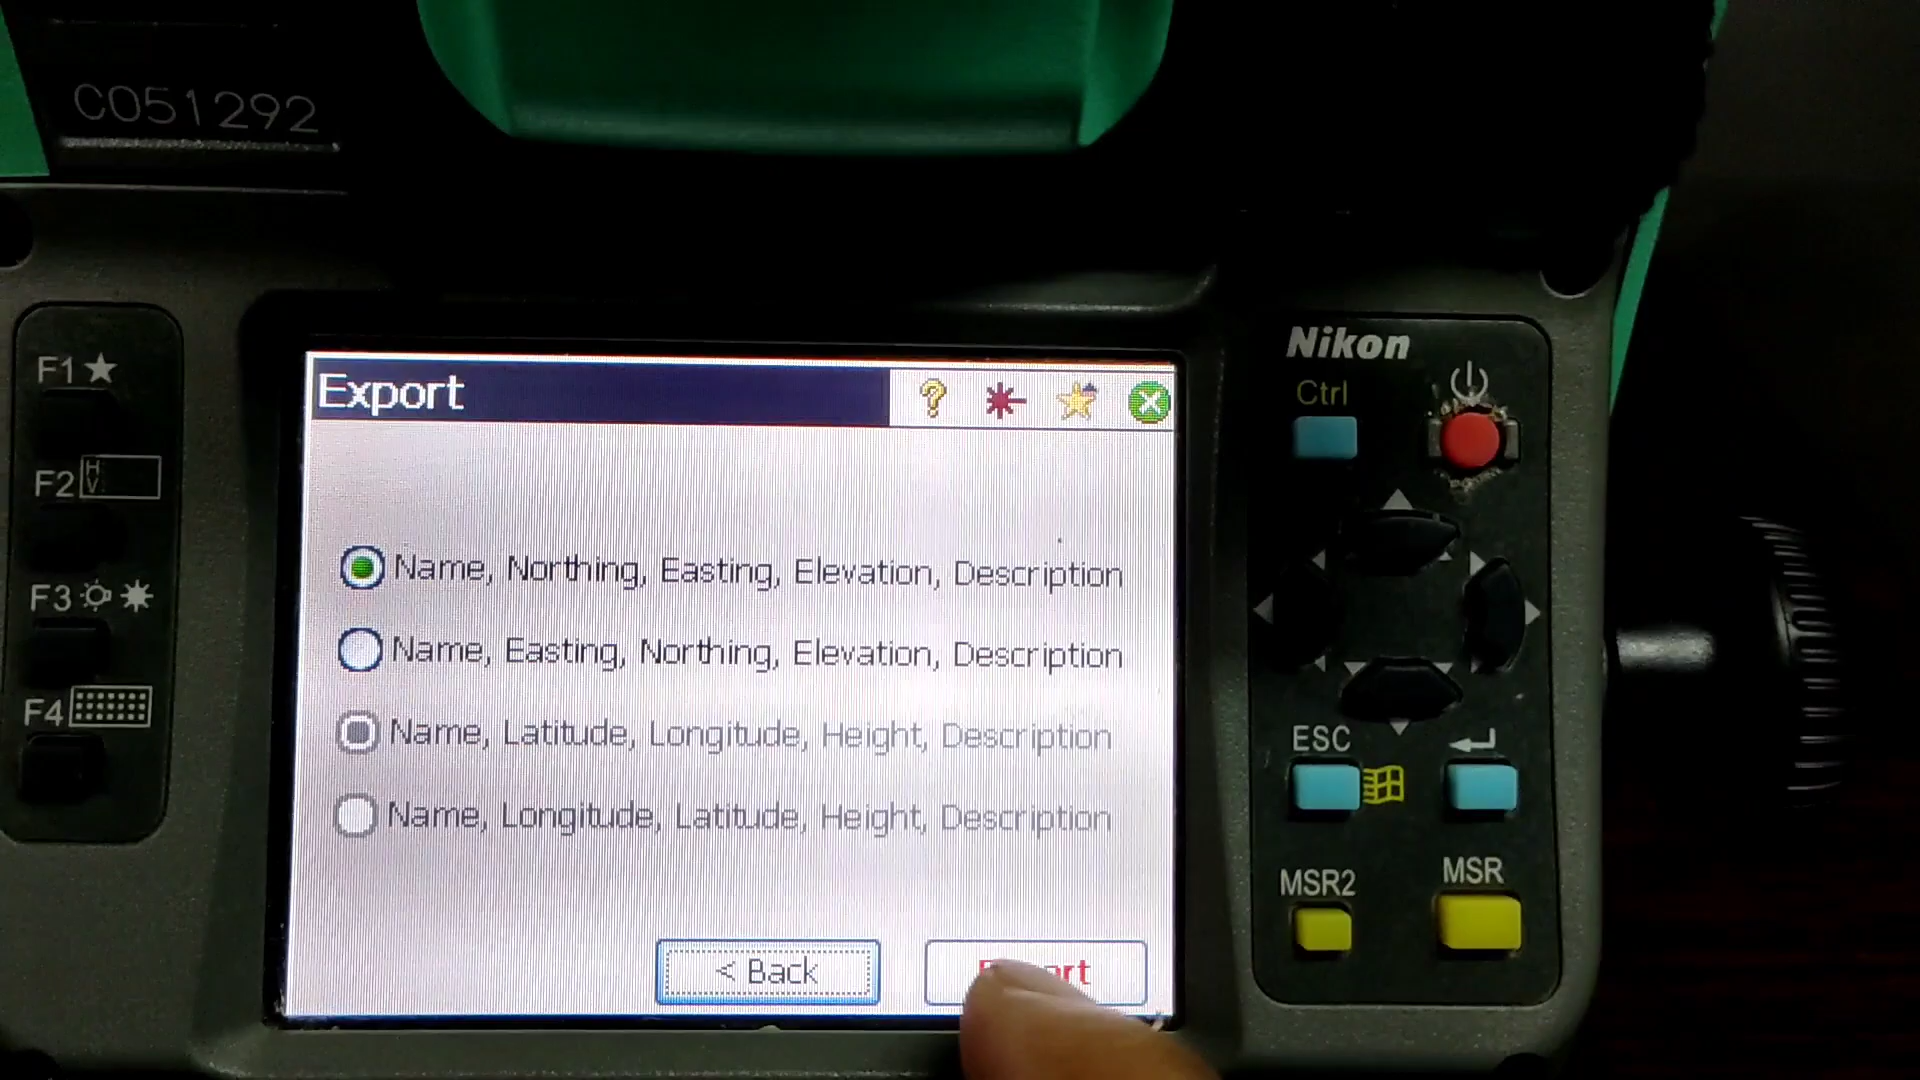 C051292
F1
F2 H V
F3
F4
Nikon
Ctrl
Export
Name, Northing, Easting, Elevation, Description
Name, Easting, Northing, Elevation, Description
Name, Latitude, Longitude, Height, Description
Name, Longitude, Latitude, Height, Description
< Back
ESC
MSR2
MSR